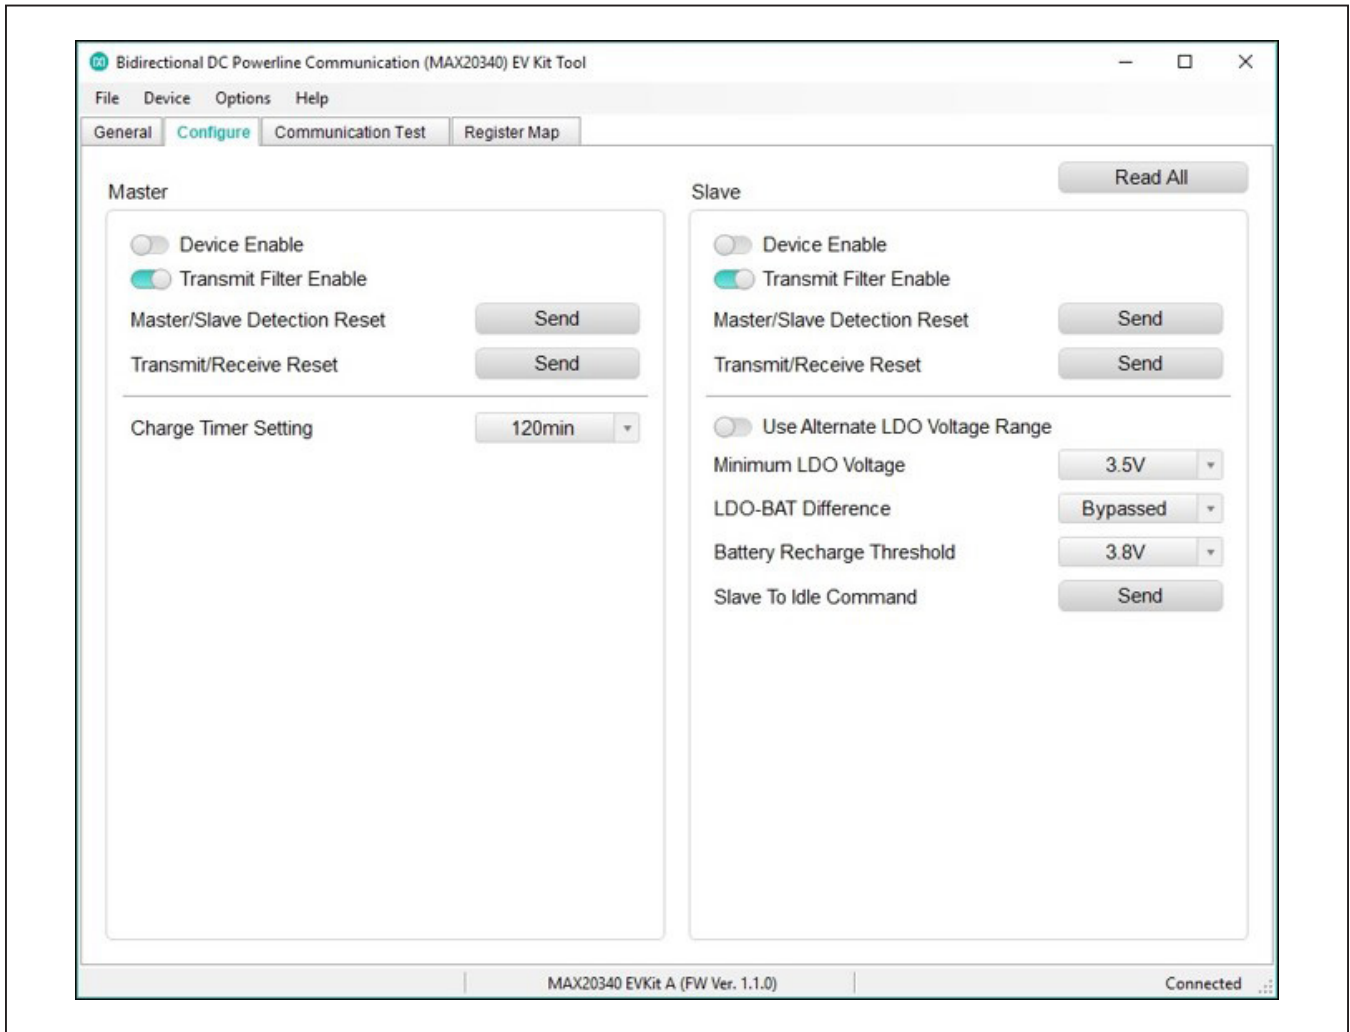 Bidirectional DC Powerline Communication (MAX20340) EV Kit Tool
File Device Options Help
General Configure Communication Test Register Map
Read All
Master
Device Enable
Transmit Filter Enable
Master/Slave Detection Reset Send
Transmit/Receive Reset Send
Charge Timer Setting 120min
Slave
Device Enable
Transmit Filter Enable
Master/Slave Detection Reset Send
Transmit/Receive Reset Send
Use Alternate LDO Voltage Range
Minimum LDO Voltage 3.5V
LDO-BAT Difference Bypassed
Battery Recharge Threshold 3.8V
Slave To Idle Command Send
MAX20340 EVKit A (FW Ver. 1.1.0) Connected